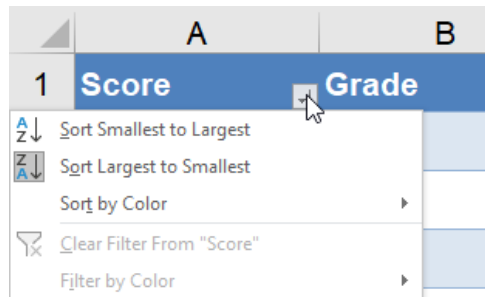 A B
1 Score Grade
A
Z Sort Smallest to Largest
Z
A Sort Largest to Smallest
Sort by Color
Clear Filter From "Score"
Filter by Color